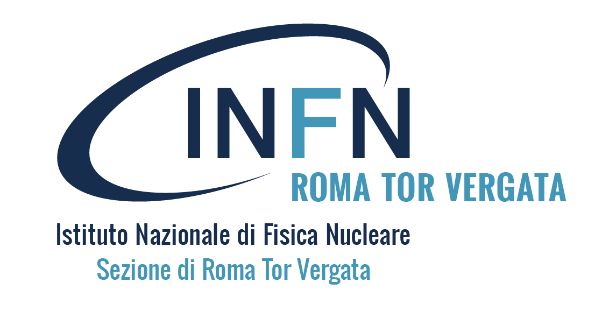 INFN
ROMA TOR VERGATA
Istituto Nazionale di Fisica Nucleare
Sezione di Roma Tor Vergata